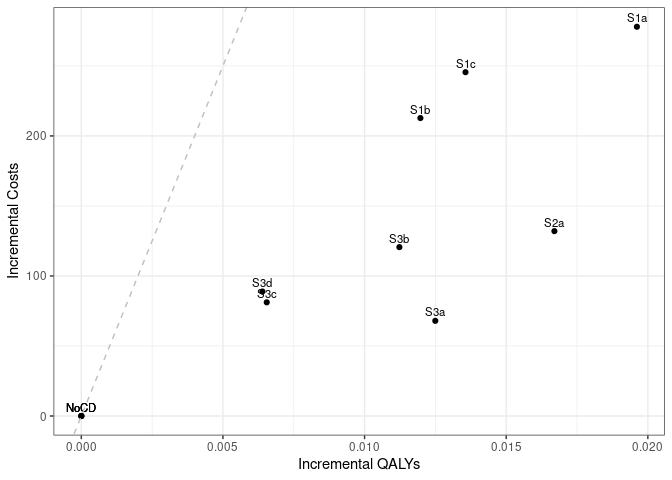 S1a
S1c
S1b
S2a
S3b
S3d
S3c
S3a
NoCD
200
100
0
0.000
0.005
0.010
0.015
0.020
Incremental QALYs
Incremental Costs